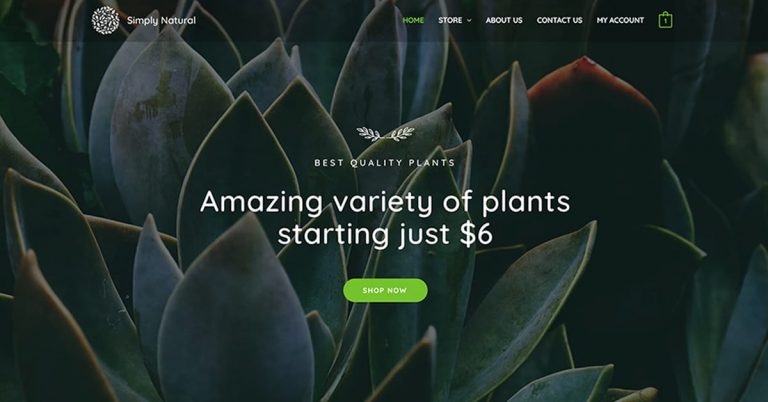 Simply Natural
HOME STORE ABOUT US CONTACT US MY ACCOUNT 1
BEST QUALITY PLANTS
Amazing variety of plants
starting just $6
SHOP NOW